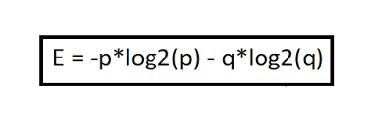 E = -p*log2(p) - q*log2(q)